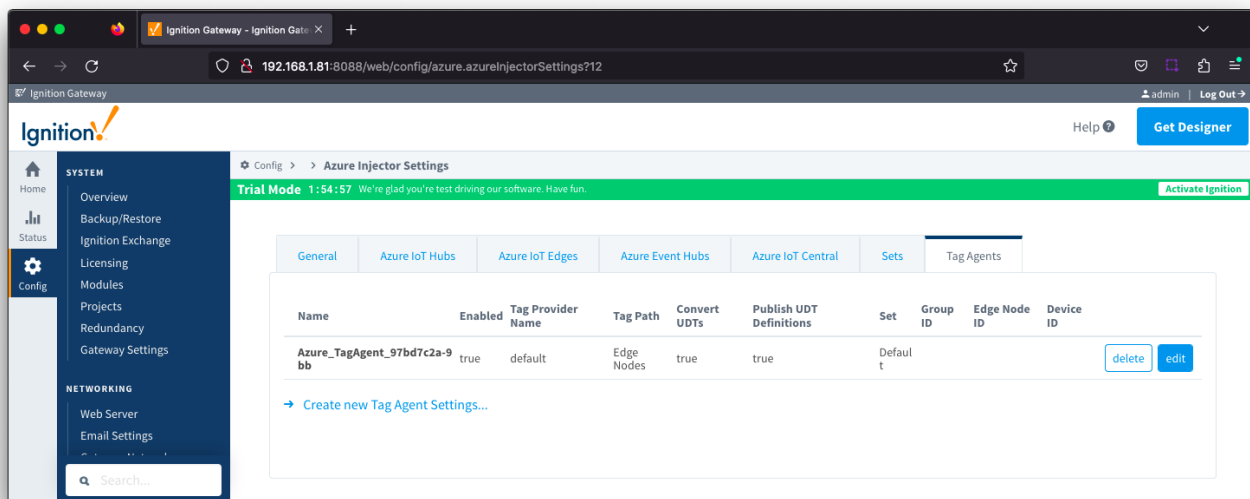 Ignition Gateway - Ignition Gate
192.168.1.81:8088/web/config/azure.azureInjectorSettings?12
Ignition Gateway
admin | Log Out
Ignition!
Help
Get Designer
Home
Status
Config
SYSTEM
Overview
Backup/Restore
Ignition Exchange
Licensing
Modules
Projects
Redundancy
Gateway Settings
NETWORKING
Web Server
Email Settings
Search...
Config > > Azure Injector Settings
Trial Mode 1:54:57 We're glad you're test driving our software. Have fun. Activate Ignition
General Azure IoT Hubs Azure IoT Edges Azure Event Hubs Azure IoT Central Sets Tag Agents
Name Enabled Tag Provider Name Tag Path Convert UDTs Publish UDT Definitions Set Group ID Edge Node ID Device ID
Azure_TagAgent_97bd7c2a-9 true default Edge Nodes true true Defaul delete edit
bb t
Create new Tag Agent Settings...